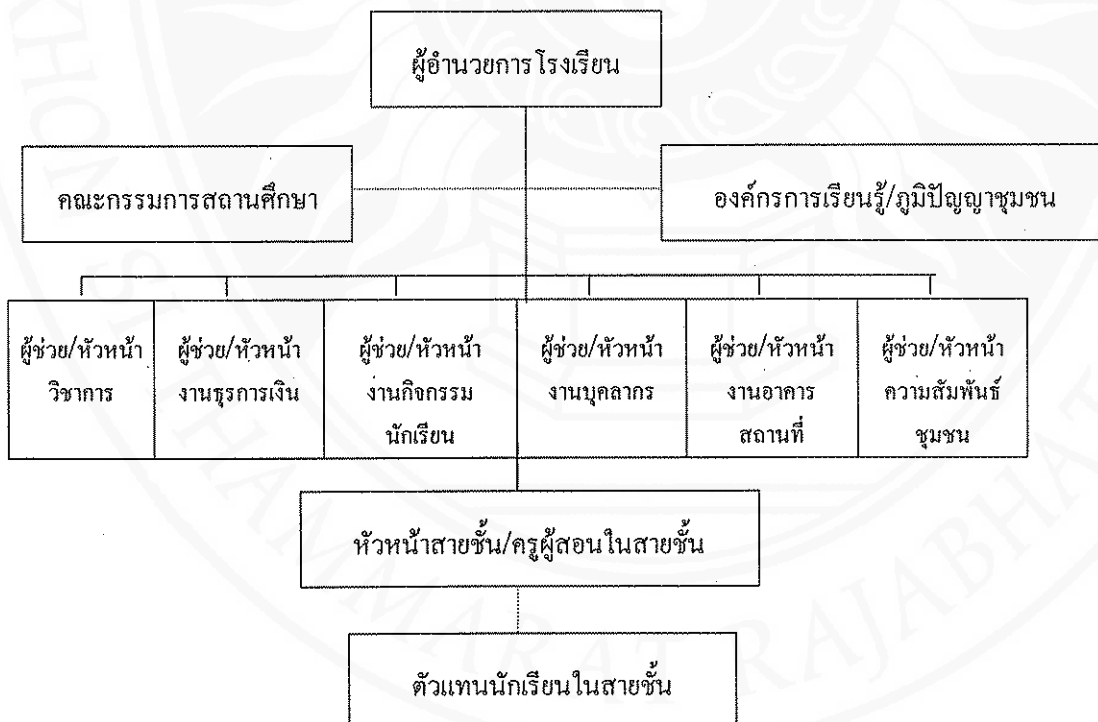 ผู้อำนวยการโรงเรียน
คณะกรรมการสถานศึกษา
องค์กรการเรียนรู้/ภูมิปัญญาชุมชน
ผู้ช่วย/หัวหน้า
วิชาการ
ผู้ช่วย/หัวหน้า
งานธุรการเงิน
ผู้ช่วย/หัวหน้า
งานกิจกรรม
นักเรียน
ผู้ช่วย/หัวหน้า
งานบุคลากร
ผู้ช่วย/หัวหน้า
งานอาคาร
สถานที่
ผู้ช่วย/หัวหน้า
ความสัมพันธ์
ชุมชน
หัวหน้าสายชั้น/ครูผู้สอนในสายชั้น
ตัวแทนนักเรียนในสายชั้น
KHON SI THAMMARAT RAJABHAT